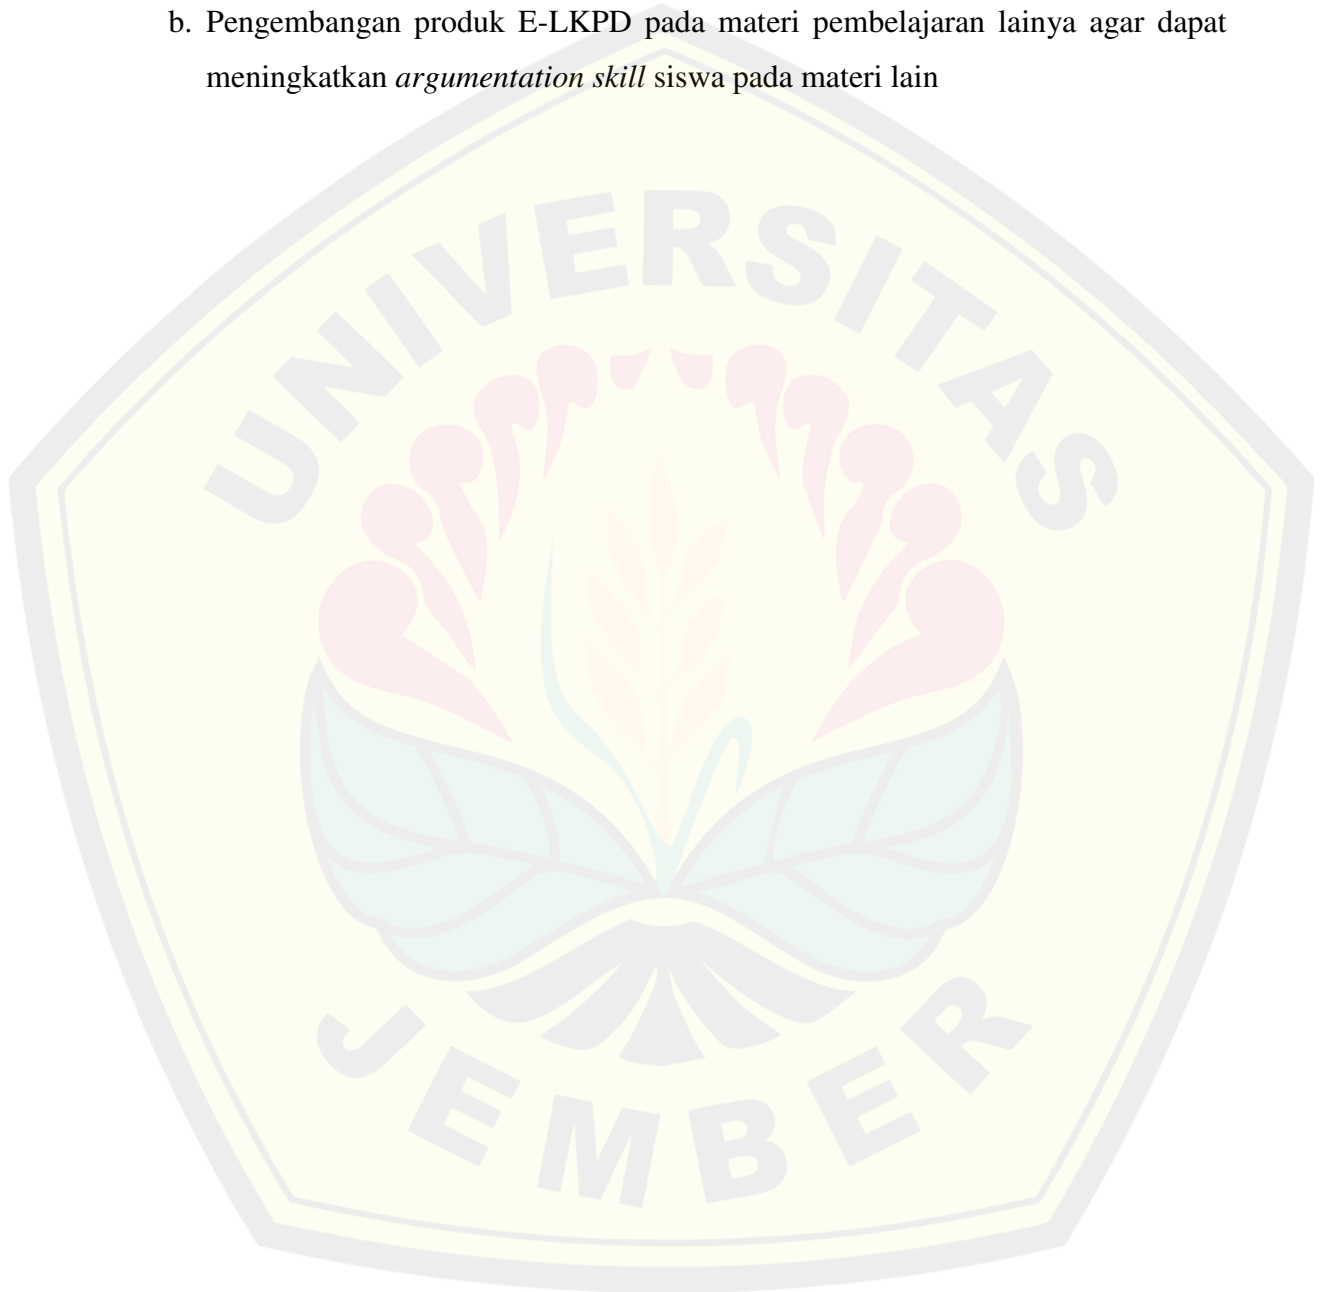 b. Pengembangan produk E-LKPD pada materi pembelajaran lainya agar dapat
meningkatkan argumentation skill siswa pada materi lain
UNIVERSITAS
JEMBER